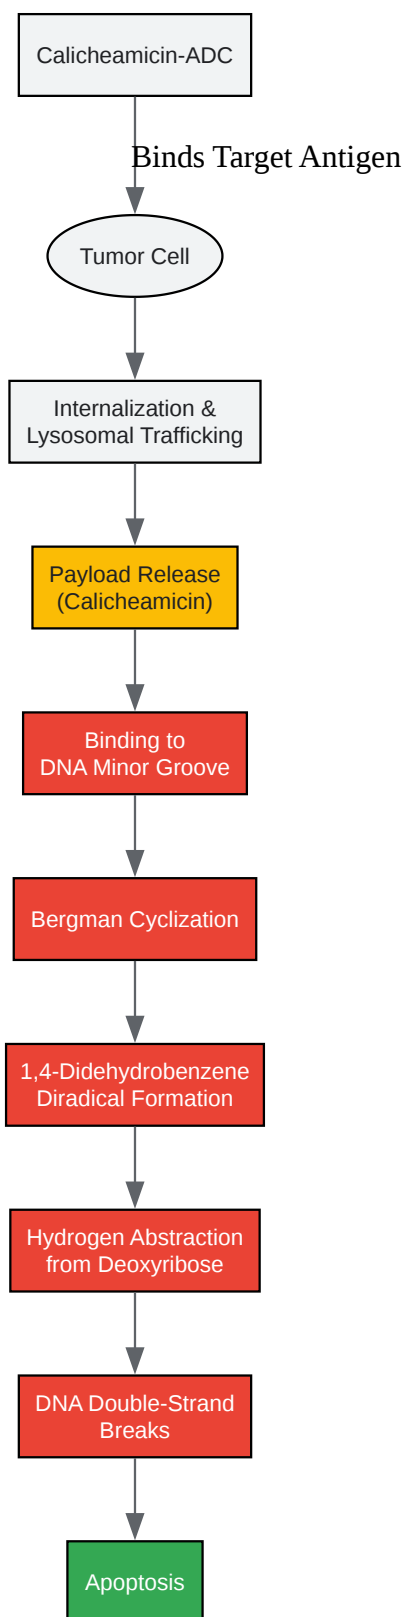 Calicheamicin-ADC
Binds Target Antigen
Tumor Cell
Internalization &
Lysosomal Trafficking
Payload Release
(Calicheamicin)
Binding to
DNA Minor Groove
Bergman Cyclization
1,4-Didehydrobenzene
Diradical Formation
Hydrogen Abstraction
from Deoxyribose
DNA Double-Strand
Breaks
Apoptosis